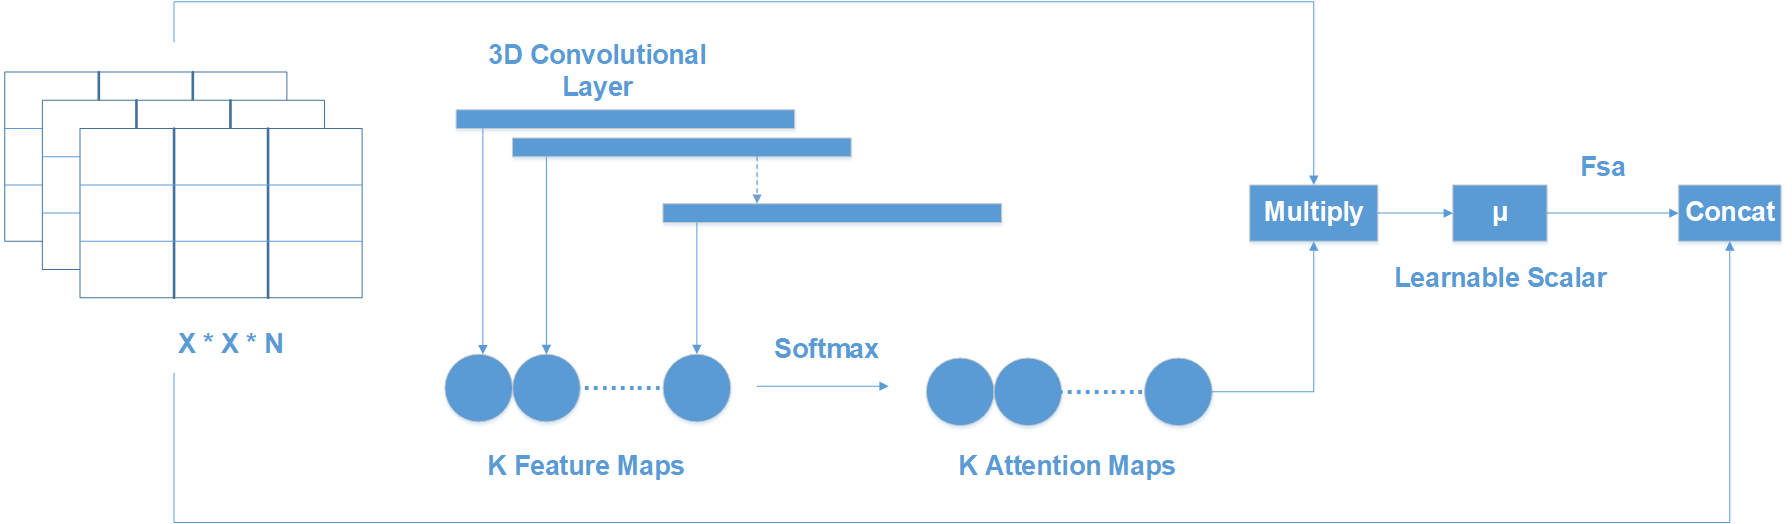 3D Convolutional
Layer
X * X * N
K Feature Maps
Softmax
K Attention Maps
Multiply
μ
Learnable Scalar
Fsa
Concat